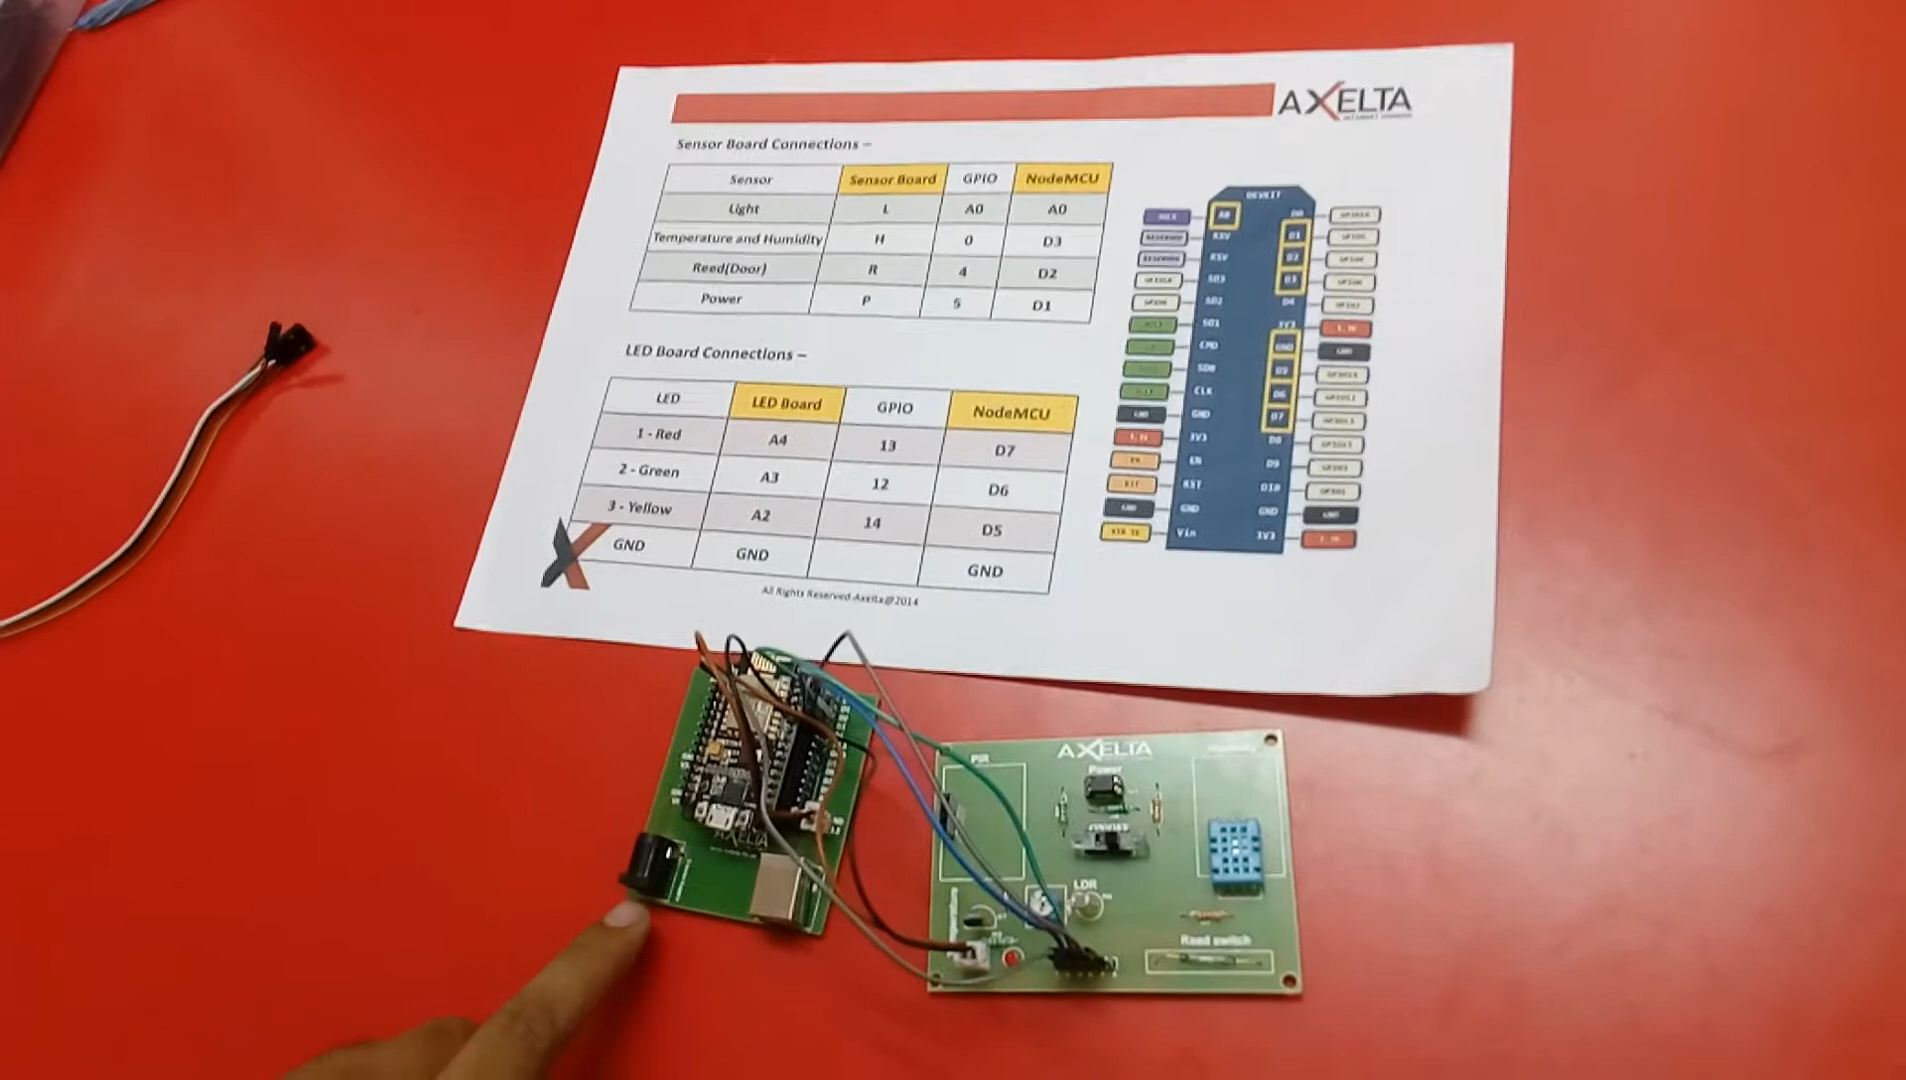 AXELTA
Sensor Board Connections –
Sensor Sensor Board GPIO NodeMCU
Light L A0 A0
Temperature and Humidity H 0 D3
Reed(Door) R 4 D2
Power P 5 D1
LED Board Connections –
LED LED Board GPIO NodeMCU
1 - Red A4 13 D7
2 - Green A3 12 D6
3 - Yellow A2 14 D5
GND GND GND
All Rights Reserved-Axelta@2014
DEVKIT
A0 D0
RSV D1
RSV D2
SD3 D3
SD2 D4
SD1 3V3
CMD GND
SD0 D5
CLK D6
GND D7
3V3 D8
EN D9
RST D10
GND GND
Vin 3V3
AXELTA
AXELTA
PIR
Power
LDR
Reed switch